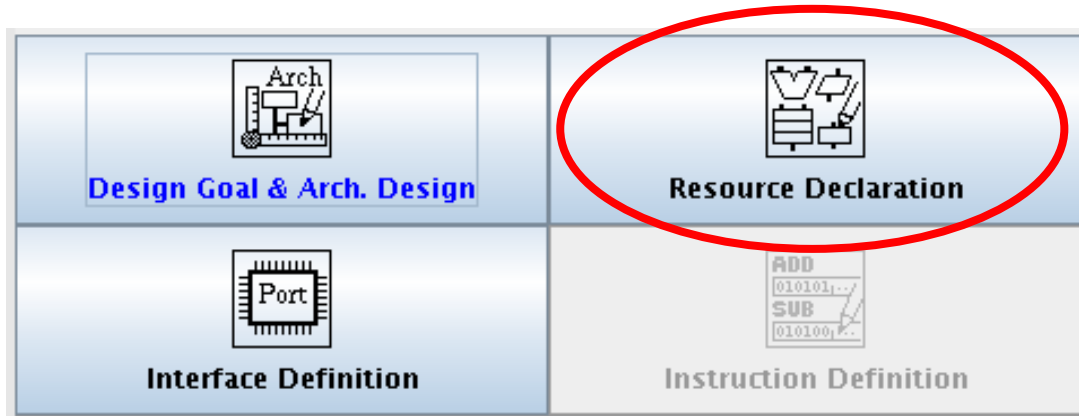 Arch
Design Goal & Arch. Design
Resource Declaration
Port
Interface Definition
ADD
010101...
SUB
010100...
Instruction Definition